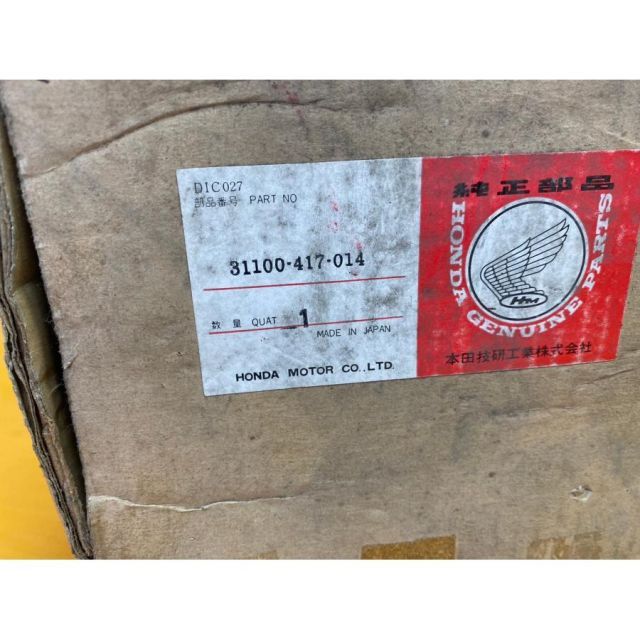 DIC027
部品番号 PART NO
31100-417-014
数量 QUAT 1
MADE IN JAPAN
HONDA MOTOR CO.,LTD.
純正部品
HONDA GENUINE PARTS
HM
本田技研工業株式会社